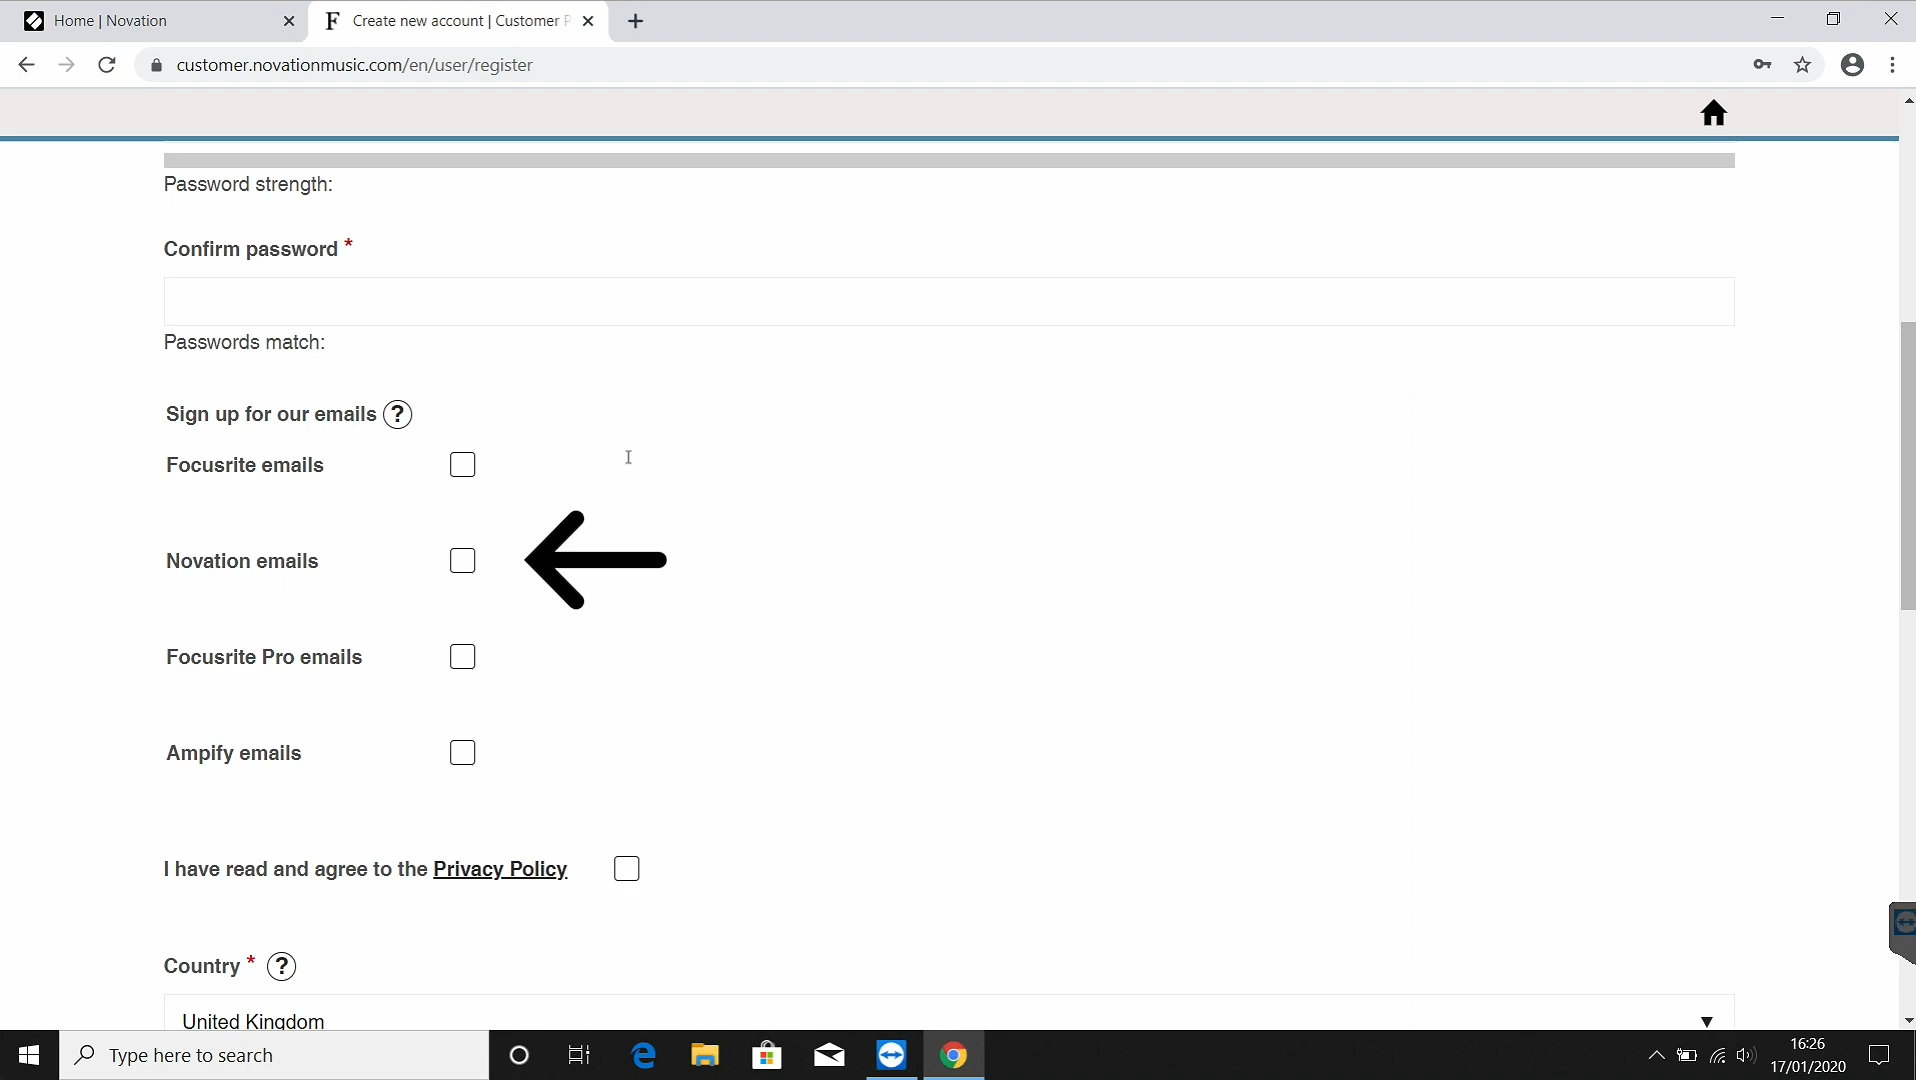 Home | Novation
F Create new account | Customer P
customer.novationmusic.com/en/user/register
Password strength:
Confirm password *
Passwords match:
Sign up for our emails ?
Focusrite emails
Novation emails
Focusrite Pro emails
Ampify emails
I have read and agree to the Privacy Policy
Country * ?
United Kingdom
Type here to search
16:26
17/01/2020